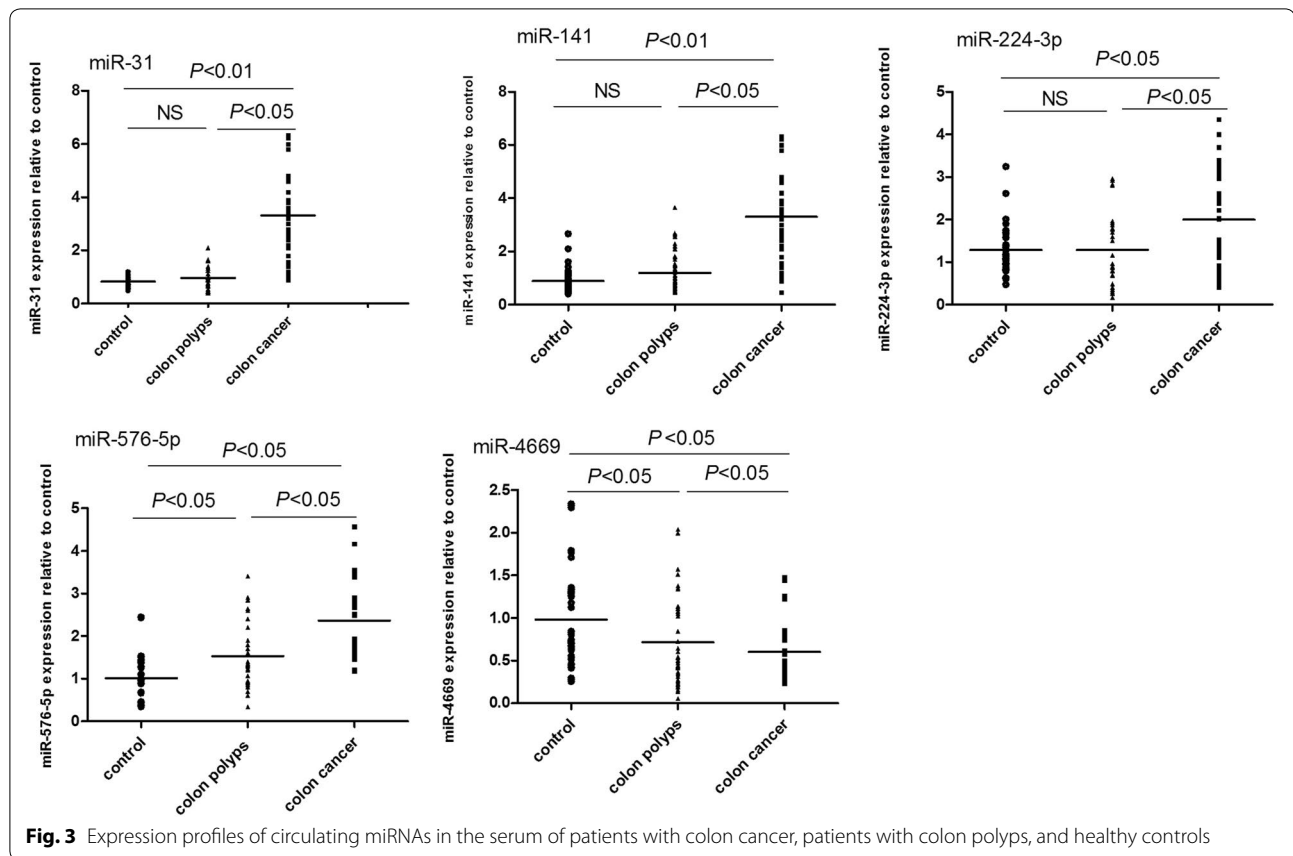 miR-31
P<0.01
NS
P<0.05
miR-31 expression relative to control
8
6
4
2
0
control
colon polyps
colon cancer
miR-141
P<0.01
NS
P<0.05
miR-141 expression relative to control
8
6
4
2
0
control
colon polyps
colon cancer
miR-224-3p
P<0.05
NS
P<0.05
miR-224-3p expression relative to control
5
4
3
2
1
0
control
colon polyps
colon cancer
miR-576-5p
P<0.05
P<0.05
P<0.05
miR-576-5p expression relative to control
5
4
3
2
1
0
control
colon polyps
colon cancer
miR-4669
P<0.05
P<0.05
P<0.05
miR-4669 expression relative to control
2.5
2.0
1.5
1.0
0.5
0.0
control
colon polyps
colon cancer
Fig. 3 Expression profiles of circulating miRNAs in the serum of patients with colon cancer, patients with colon polyps, and healthy controls